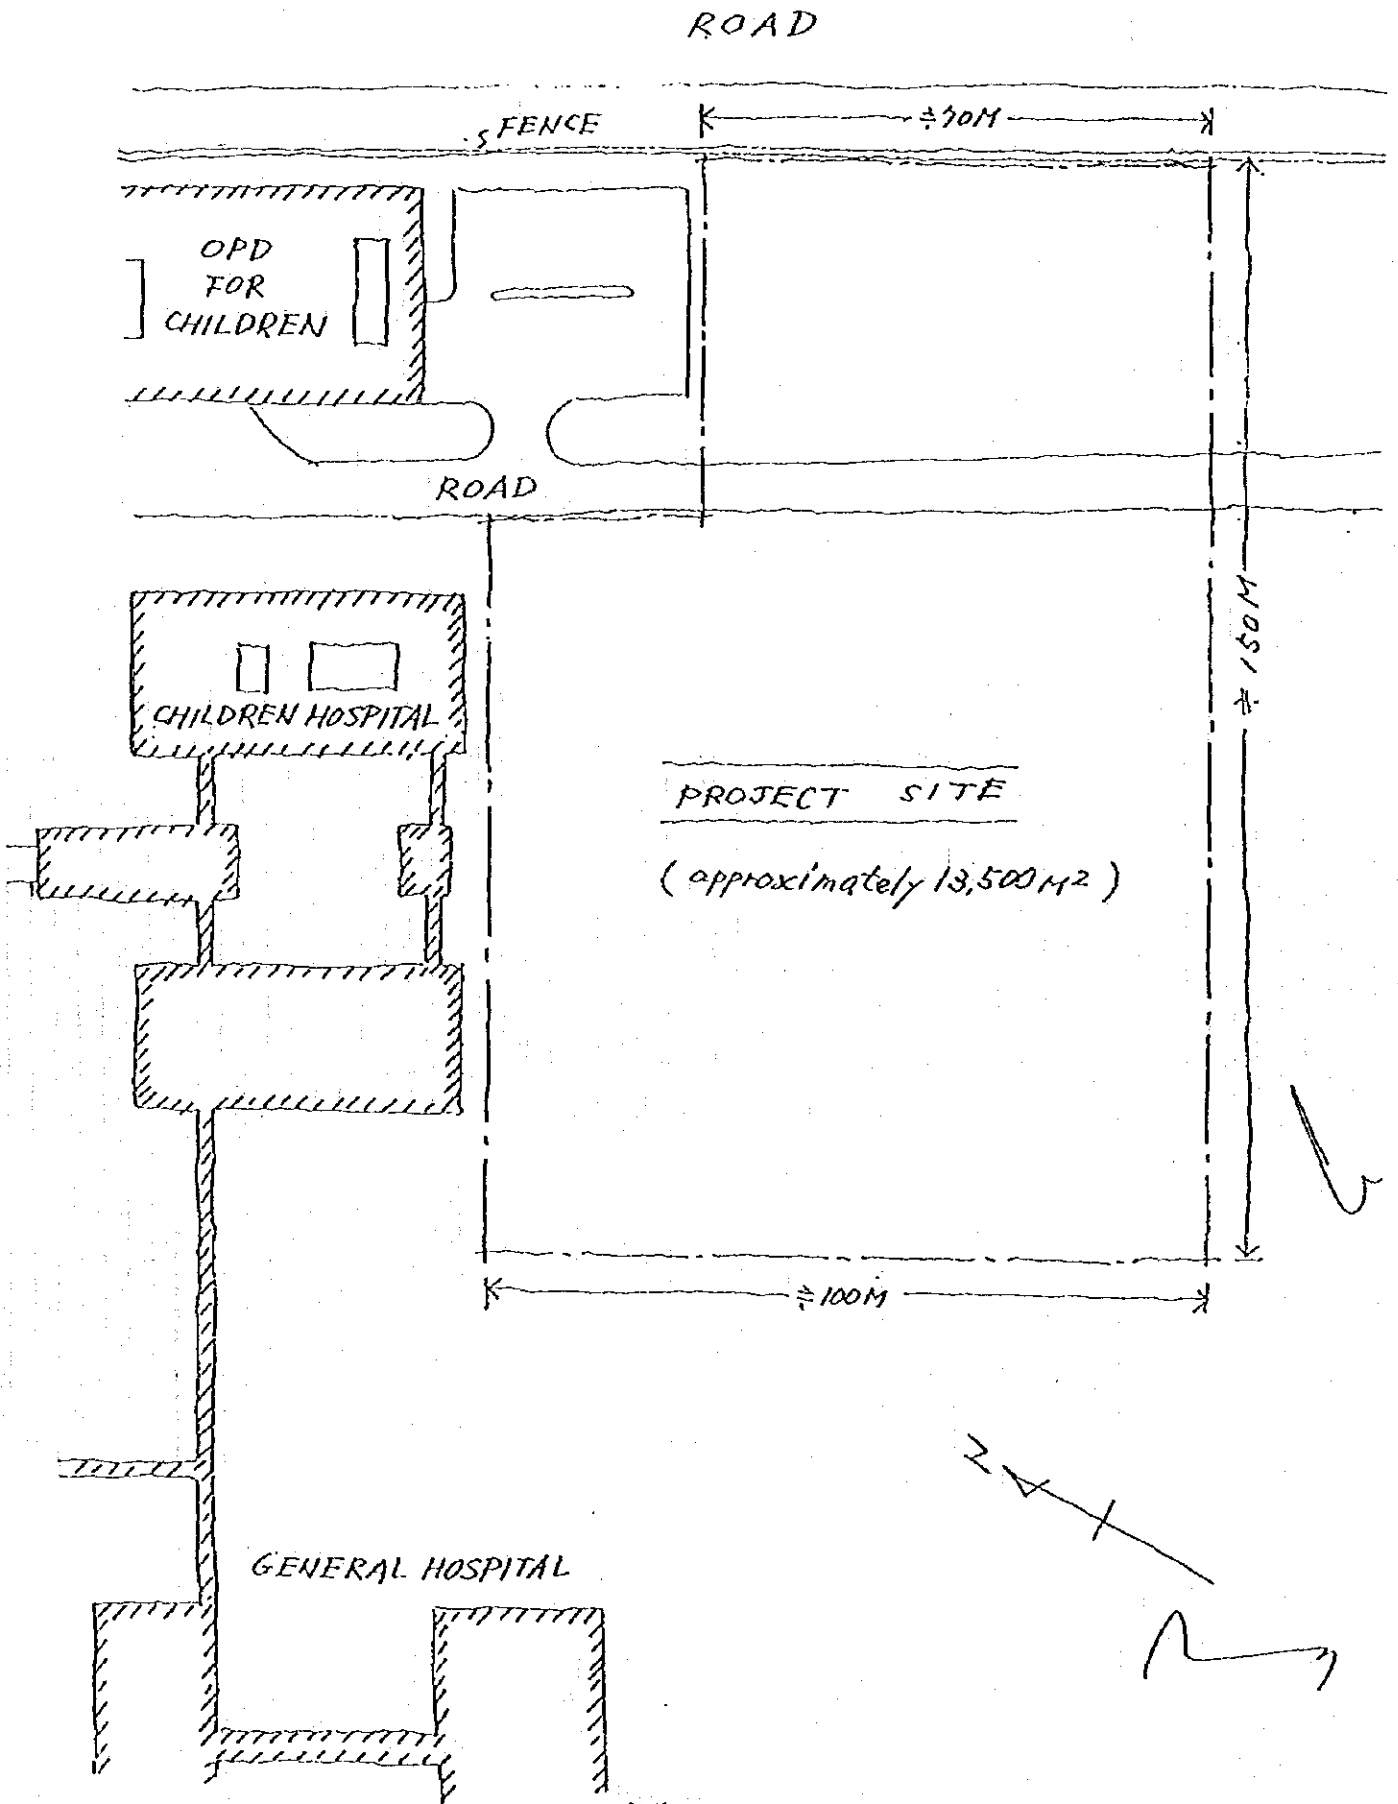 ROAD
FENCE
≑70M
OPD
FOR
CHILDREN
ROAD
≑150M
CHILDREN HOSPITAL
PROJECT SITE
(approximately 13,500M²)
≑100M
N
GENERAL HOSPITAL